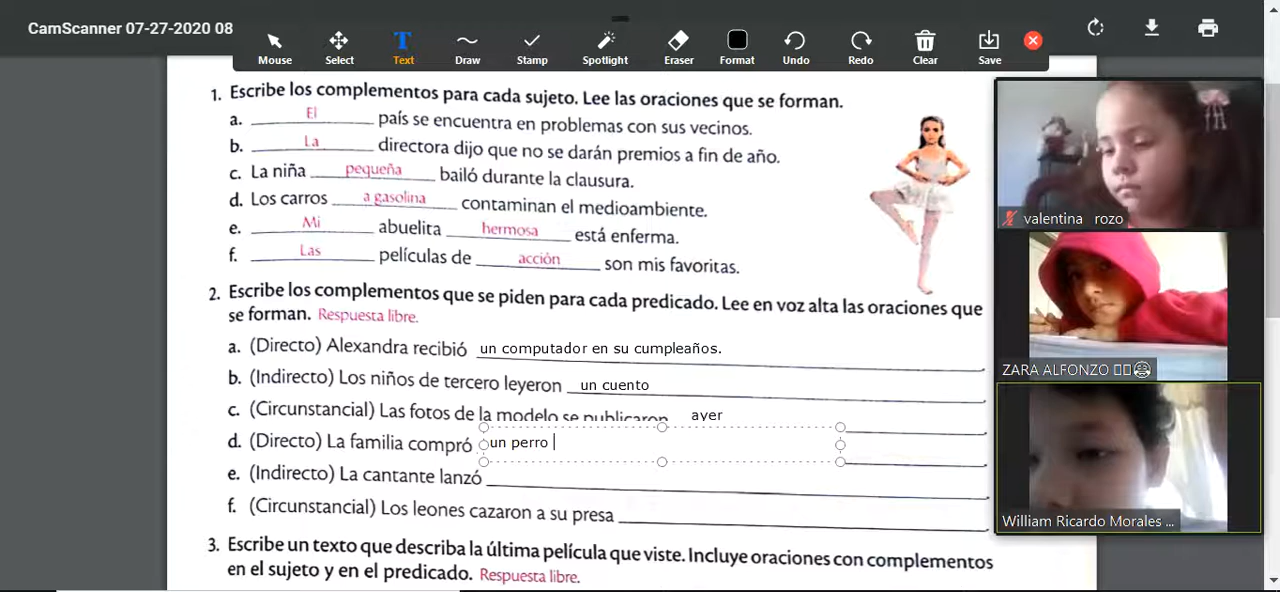 CamScanner 07-27-2020 08
Mouse Select Text Draw Stamp Spotlight Eraser Format Undo Redo Clear Save
1. Escribe los complementos para cada sujeto. Lee las oraciones que se forman.
a. El país se encuentra en problemas con sus vecinos.
b. La directora dijo que no se darán premios a fin de año.
c. La niña pequeña bailó durante la clausura.
d. Los carros a gasolina contaminan el medioambiente.
e. Mi abuelita hermosa está enferma.
f. Las películas de acción son mis favoritas.
2. Escribe los complementos que se piden para cada predicado. Lee en voz alta las oraciones que
se forman. Respuesta libre.
a. (Directo) Alexandra recibió un computador en su cumpleaños.
b. (Indirecto) Los niños de tercero leyeron un cuento
c. (Circunstancial) Las fotos de la modelo se publicaron ayer
d. (Directo) La familia compró un perro
e. (Indirecto) La cantante lanzó
f. (Circunstancial) Los leones cazaron a su presa
3. Escribe un texto que describa la última película que viste. Incluye oraciones con complementos
en el sujeto y en el predicado. Respuesta libre.
valentina rozo
ZARA ALFONZO
William Ricardo Morales ...